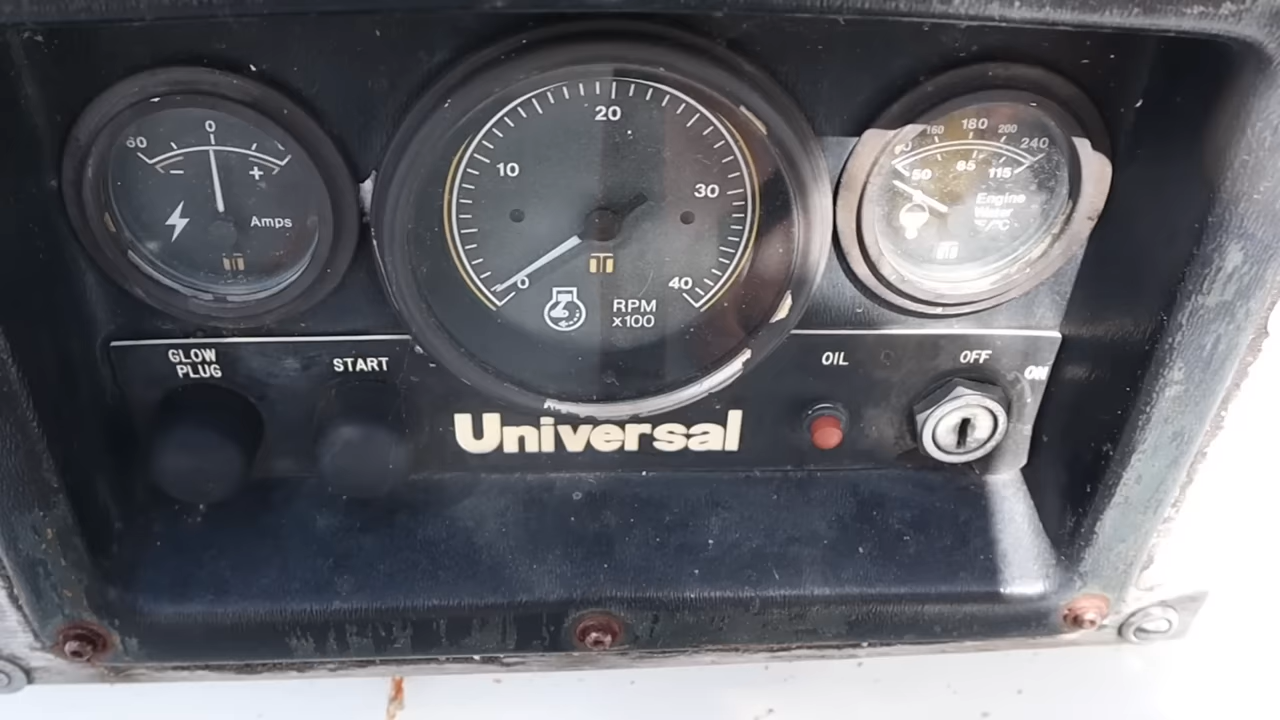 60
0
- +
Amps
10
20
30
0
40
RPM
x100
160
180
200
240
50
85
115
Engine
Water
°F/°C
GLOW
PLUG
START
OIL
OFF
ON
Universal